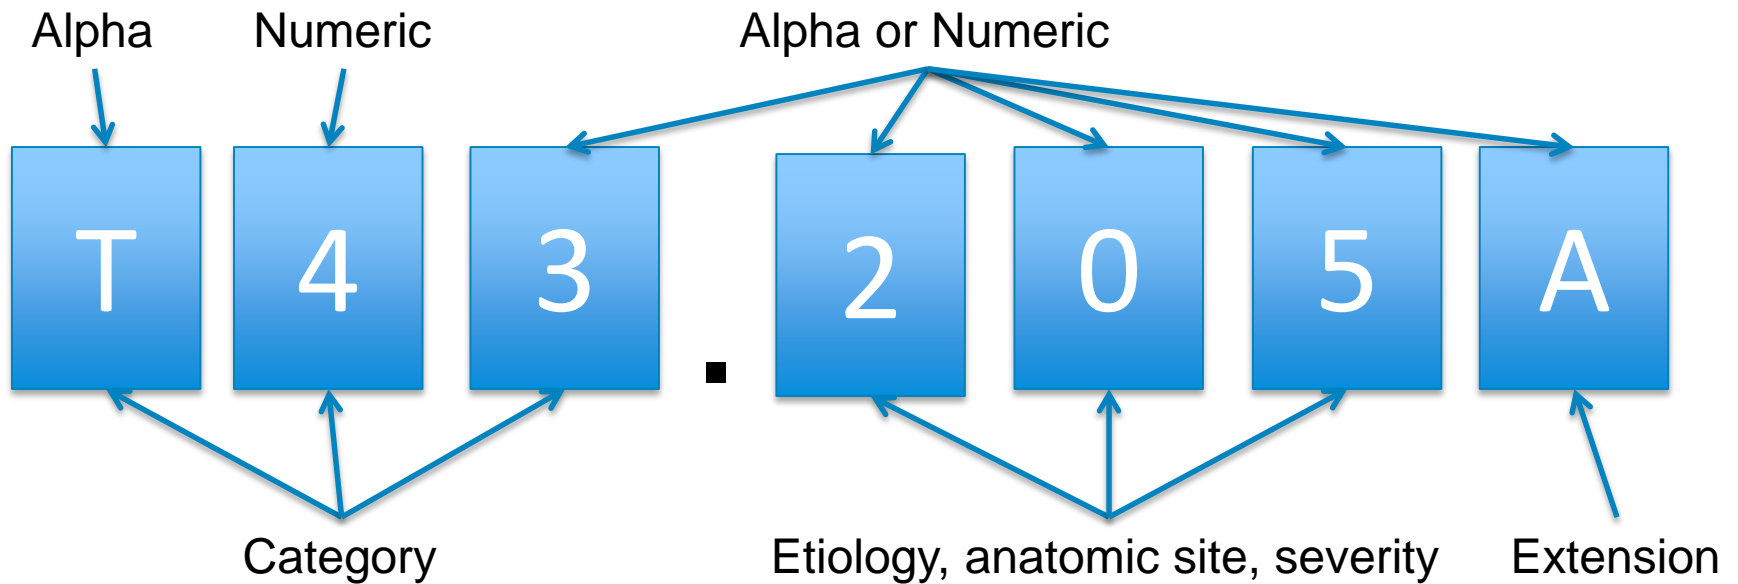 Alpha Numeric Alpha or Numeric
T 4 3 . 2 0 5 A
Category Etiology, anatomic site, severity Extension